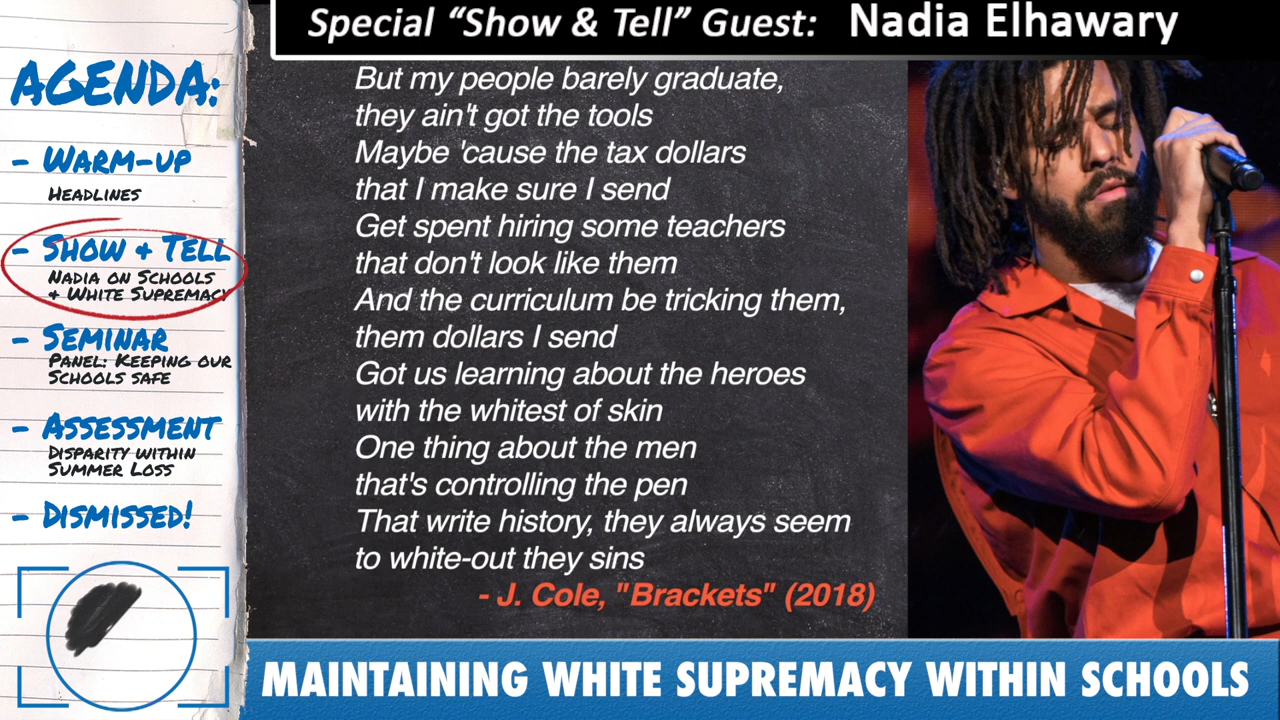 Special “Show & Tell” Guest: Nadia Elhawary
AGENDA:
- WARM-UP
HEADLINES
- SHOW + TELL
NADIA ON SCHOOLS
+ WHITE SUPREMACY
- SEMINAR
PANEL: KEEPING OUR
SCHOOLS SAFE
- ASSESSMENT
DISPARITY WITHIN
SUMMER LOSS
- DISMISSED!
But my people barely graduate,
they ain't got the tools
Maybe 'cause the tax dollars
that I make sure I send
Get spent hiring some teachers
that don't look like them
And the curriculum be tricking them,
them dollars I send
Got us learning about the heroes
with the whitest of skin
One thing about the men
that's controlling the pen
That write history, they always seem
to white-out they sins
- J. Cole, "Brackets" (2018)
MAINTAINING WHITE SUPREMACY WITHIN SCHOOLS